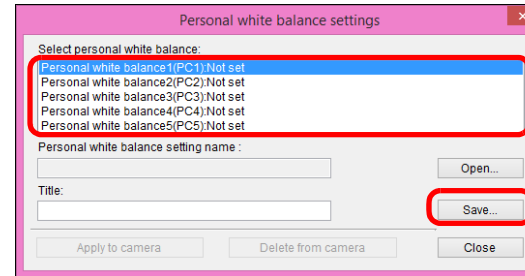 Personal white balance settings
Select personal white balance:
Personal white balance1(PC1):Not set
Personal white balance2(PC2):Not set
Personal white balance3(PC3):Not set
Personal white balance4(PC4):Not set
Personal white balance5(PC5):Not set
Personal white balance setting name :
Open...
Title:
Save...
Apply to camera
Delete from camera
Close